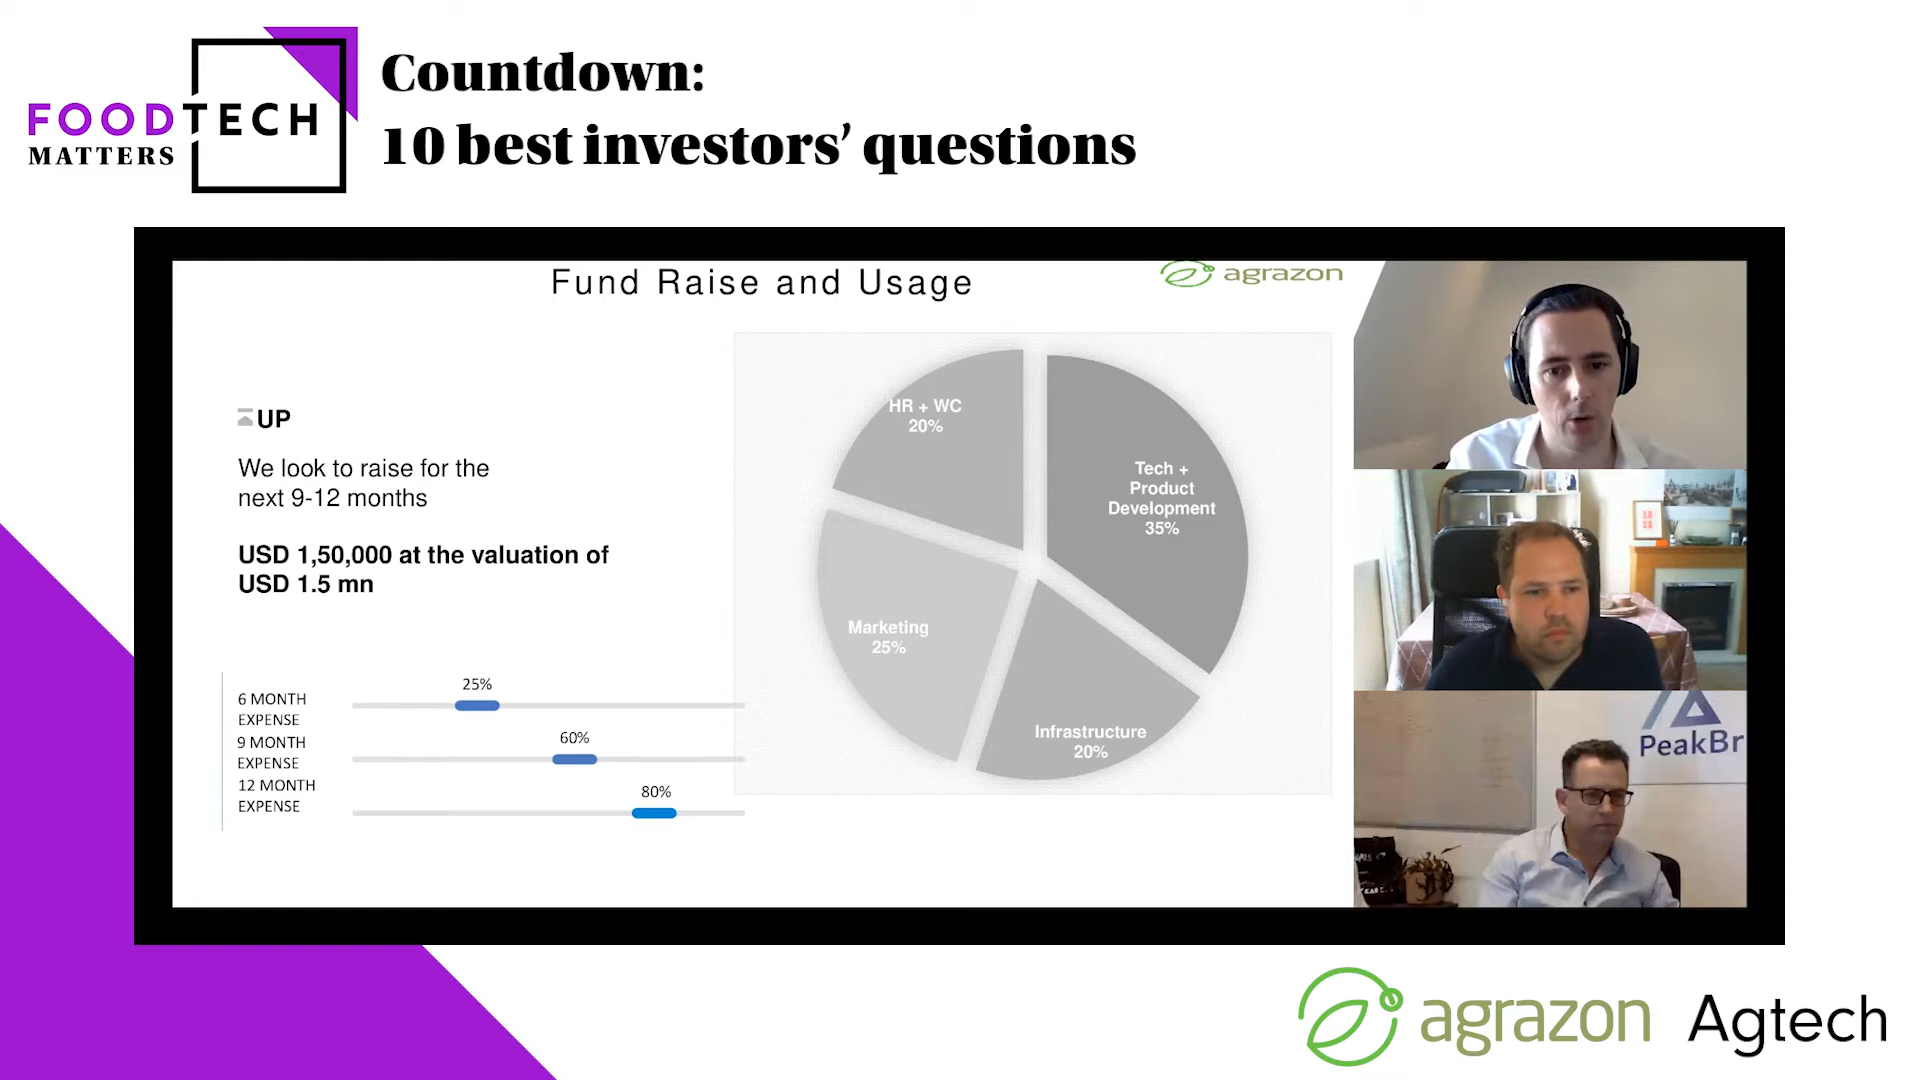 FOODTECH
MATTERS
Countdown:
10 best investors’ questions
Fund Raise and Usage
agrazon
UP
We look to raise for the
next 9-12 months
USD 1,50,000 at the valuation of
USD 1.5 mn
6 MONTH
EXPENSE
25%
9 MONTH
EXPENSE
60%
12 MONTH
EXPENSE
80%
HR + WC
20%
Tech +
Product
Development
35%
Marketing
25%
Infrastructure
20%
PeakBr
agrazon Agtech